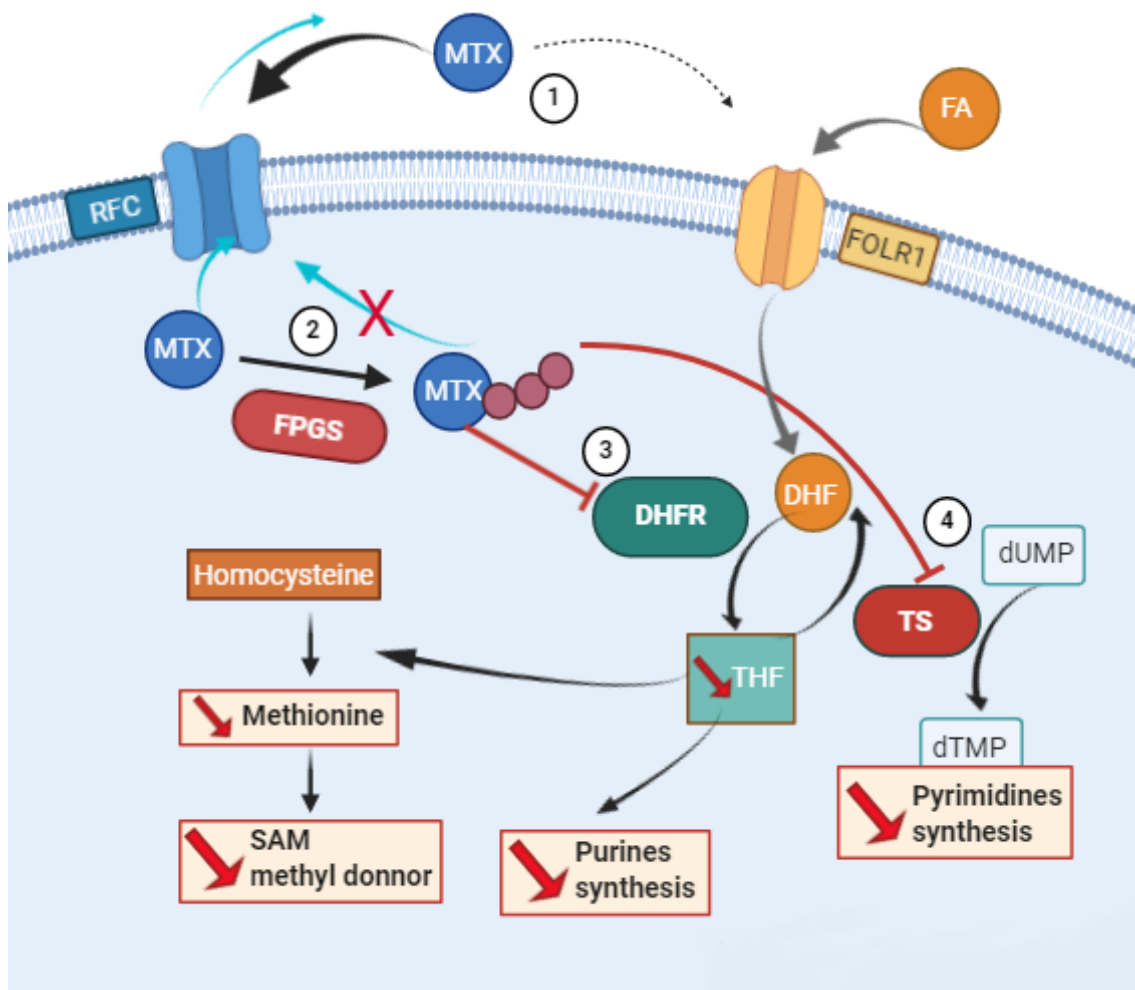 MTX
1
FA
RFC
FOLR1
2
MTX
MTX
FPGS
3
DHFR
DHF
4
dUMP
TS
Homocysteine
THF
Methionine
dTMP
Pyrimidines
synthesis
SAM
methyl donnor
Purines
synthesis
X